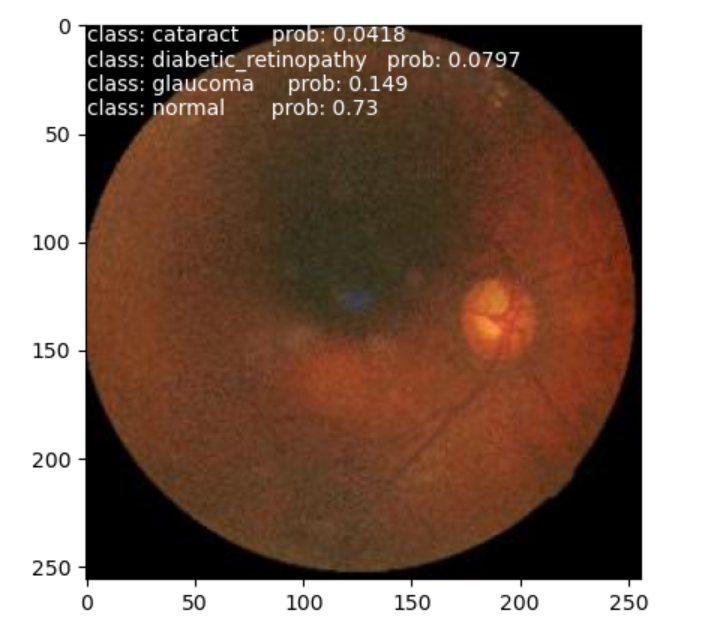 0
class: cataract prob: 0.0418
class: diabetic_retinopathy prob: 0.0797
class: glaucoma prob: 0.149
class: normal prob: 0.73
50
100
150
200
250
0 50 100 150 200 250